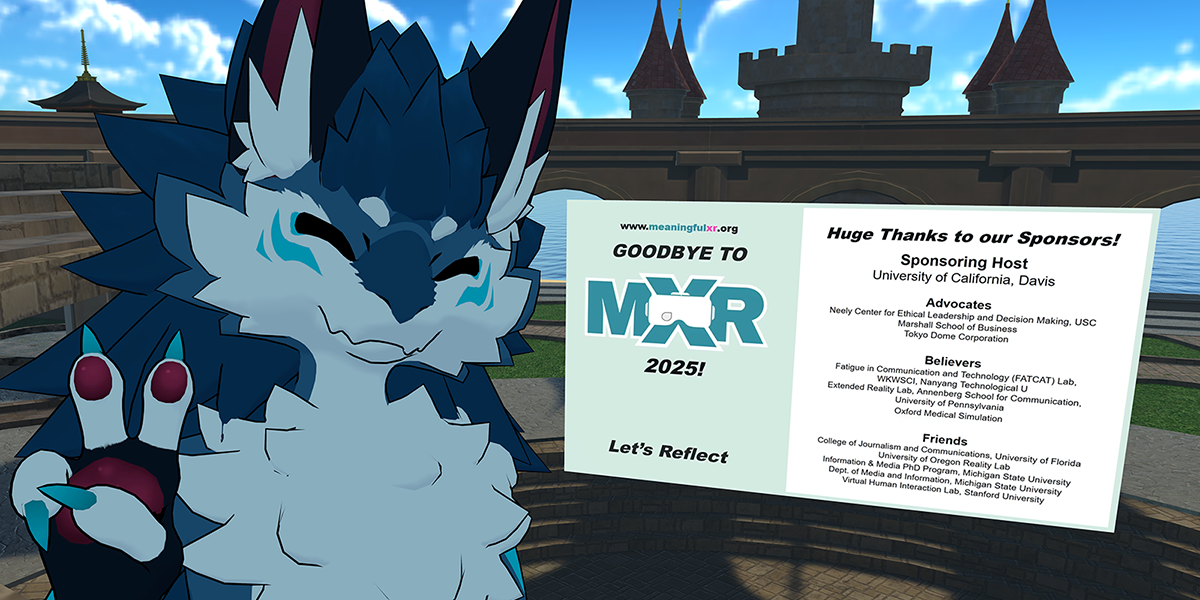 www.meaningfulxr.org
GOODBYE TO
MXR
2025!
Let's Reflect
Huge Thanks to our Sponsors!
Sponsoring Host
University of California, Davis
Advocates
Neely Center for Ethical Leadership and Decision Making, USC
Marshall School of Business
Tokyo Dome Corporation
Believers
Fatigue in Communication and Technology (FATCAT) Lab,
WKWSCI, Nanyang Technological U
Extended Reality Lab, Annenberg School for Communication,
University of Pennsylvania
Oxford Medical Simulation
Friends
College of Journalism and Communications, University of Florida
University of Oregon Reality Lab
Information & Media PhD Program, Michigan State University
Dept. of Media and Information, Michigan State University
Virtual Human Interaction Lab, Stanford University